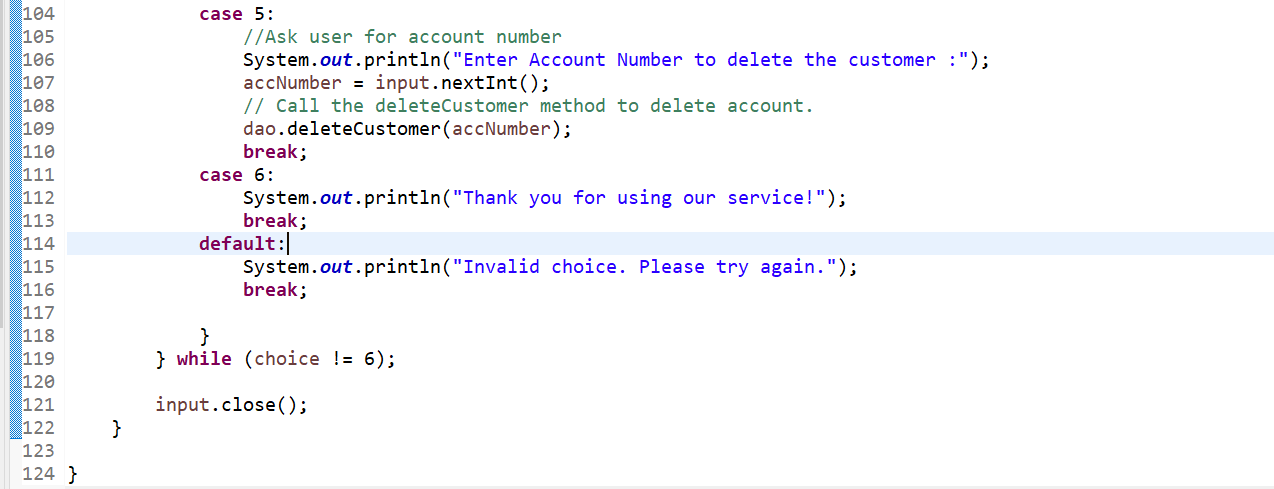 104 case 5:
105 //Ask user for account number
106 System.out.println("Enter Account Number to delete the customer :");
107 accNumber = input.nextInt();
108 // Call the deleteCustomer method to delete account.
109 dao.deleteCustomer(accNumber);
110 break;
111 case 6:
112 System.out.println("Thank you for using our service!");
113 break;
114 default:
115 System.out.println("Invalid choice. Please try again.");
116 break;
117
118 }
119 } while (choice != 6);
120
121 input.close();
122 }
123
124 }